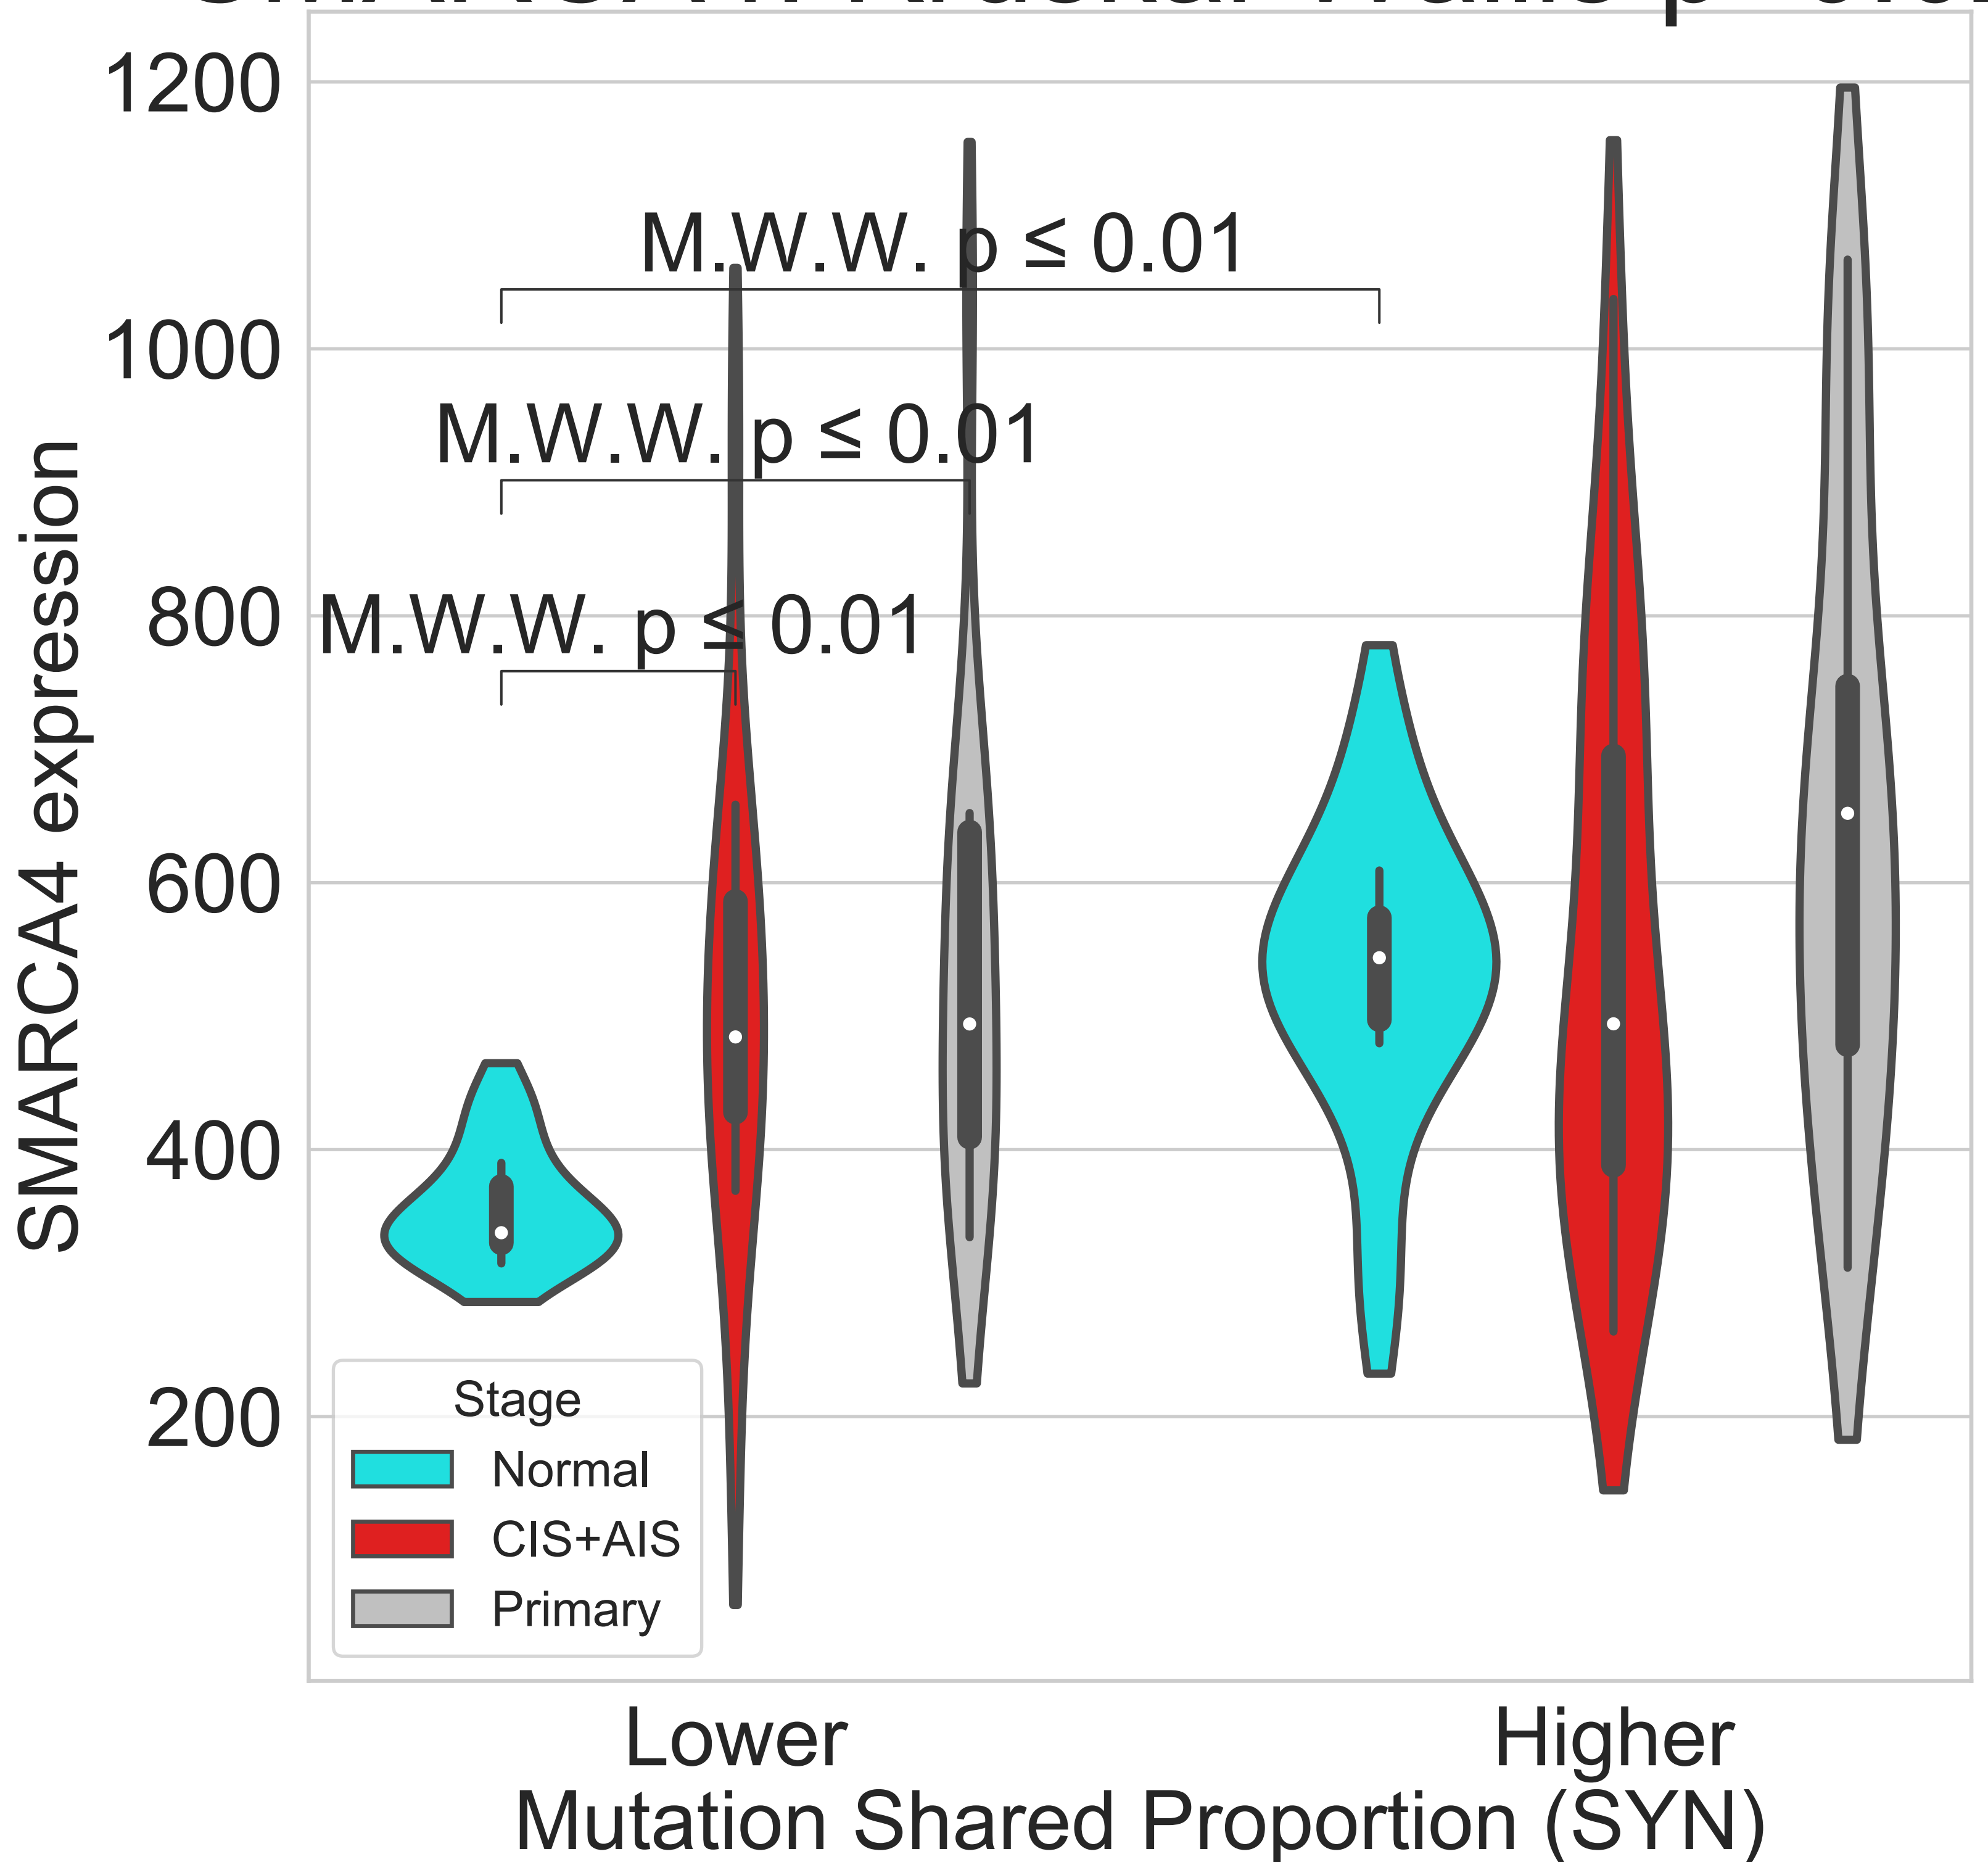 1200
M.W.W. p ≤ 0.01
1000
M.W.W. p ≤ 0.01
800
M.W.W. p ≤ 0.01
600
400
200
SMARCA4 expression
Stage
Normal
CIS+AIS
Primary
Lower
Higher
Mutation Shared Proportion (SYN)